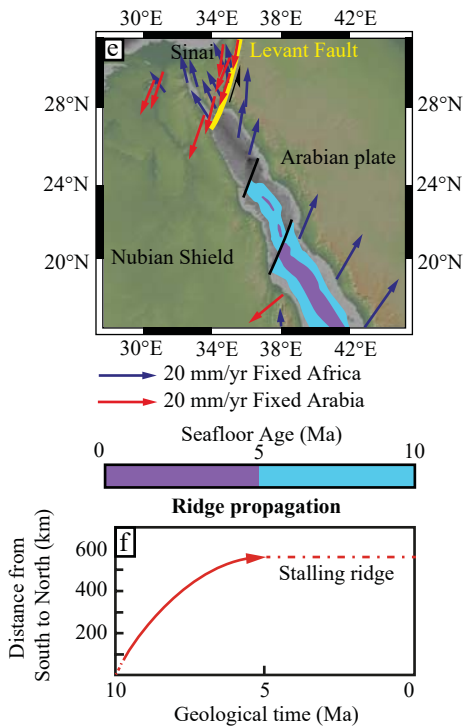 30°E 34°E 38°E 42°E
e
Sinai
Levant Fault
28°N 28°N
Arabian plate
24°N 24°N
Nubian Shield
20°N 20°N
30°E 34°E 38°E 42°E
20 mm/yr Fixed Africa
20 mm/yr Fixed Arabia
Seafloor Age (Ma)
0 5 10
Ridge propagation
f
Distance from
South to North (km)
600
400
200
Stalling ridge
10 5 0
Geological time (Ma)